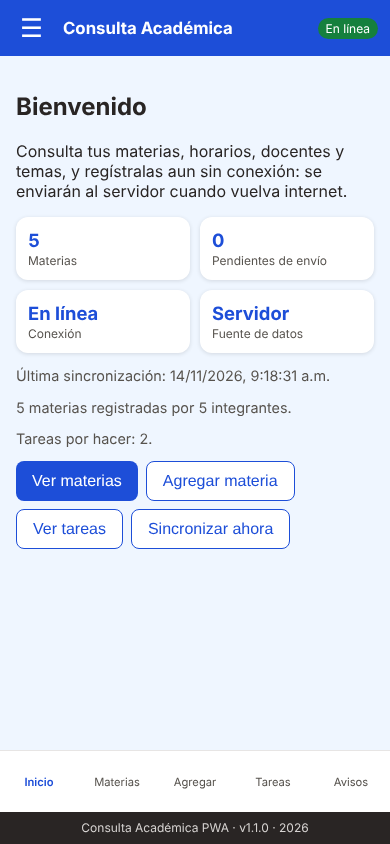 ☰ Consulta Académica En línea
Bienvenido
Consulta tus materias, horarios, docentes y
temas, y regístralas aun sin conexión: se
enviarán al servidor cuando vuelva internet.
5
Materias
0
Pendientes de envío
En línea
Conexión
Servidor
Fuente de datos
Última sincronización: 14/11/2026, 9:18:31 a.m.
5 materias registradas por 5 integrantes.
Tareas por hacer: 2.
Ver materias
Agregar materia
Ver tareas
Sincronizar ahora
Inicio Materias Agregar Tareas Avisos
Consulta Académica PWA · v1.1.0 · 2026